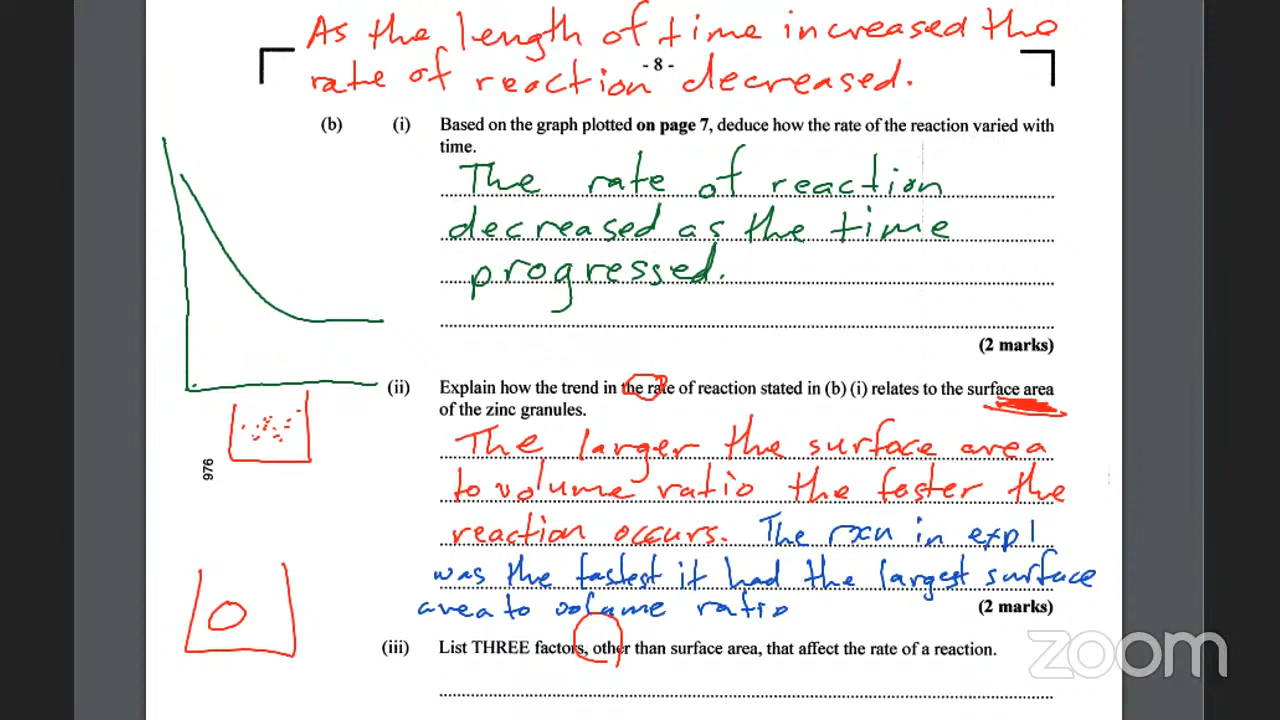 As the length of time increased the
- 8 -
rate of reaction decreased.
(b) (i) Based on the graph plotted on page 7, deduce how the rate of the reaction varied with
time.
The rate of reaction
decreased as the time
progressed.
(2 marks)
(ii) Explain how the trend in the rate of reaction stated in (b) (i) relates to the surface area
of the zinc granules.
The larger the surface area
to volume ratio the faster the
reaction occurs. The rxn in exp 1
was the fastest it had the largest surface
area to volume ratio
(2 marks)
976
(iii) List THREE factors, other than surface area, that affect the rate of a reaction.
zoom